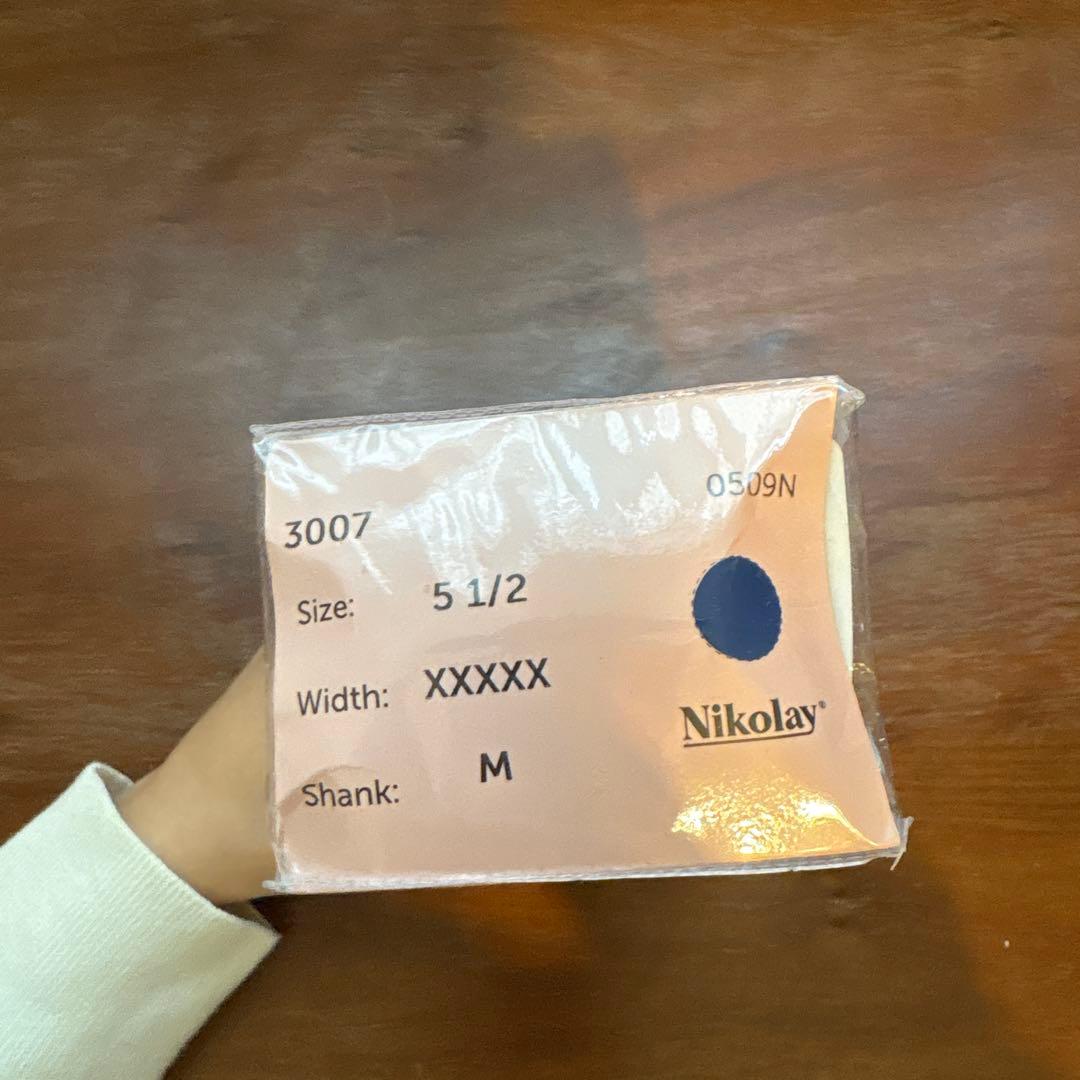 0509N
3007
Size: 5 1/2
Width: XXXXX
Shank: M
Nikolay®